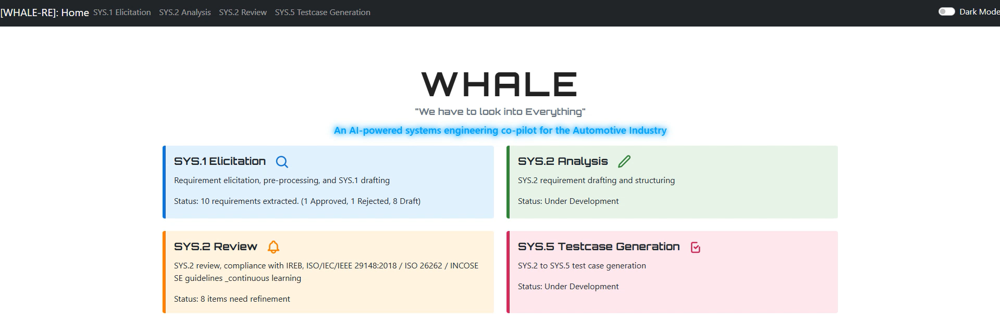 [WHALE-RE]: Home SYS.1 Elicitation SYS.2 Analysis SYS.2 Review SYS.5 Testcase Generation Dark Mode
WHALE
"We have to look into Everything"
An AI-powered systems engineering co-pilot for the Automotive Industry
SYS.1 Elicitation
Requirement elicitation, pre-processing, and SYS.1 drafting
Status: 10 requirements extracted. (1 Approved, 1 Rejected, 8 Draft)
SYS.2 Analysis
SYS.2 requirement drafting and structuring
Status: Under Development
SYS.2 Review
SYS.2 review, compliance with IREB, ISO/IEC/IEEE 29148:2018 / ISO 26262 / INCOSE
SE guidelines _continuous learning
Status: 8 items need refinement
SYS.5 Testcase Generation
SYS.2 to SYS.5 test case generation
Status: Under Development